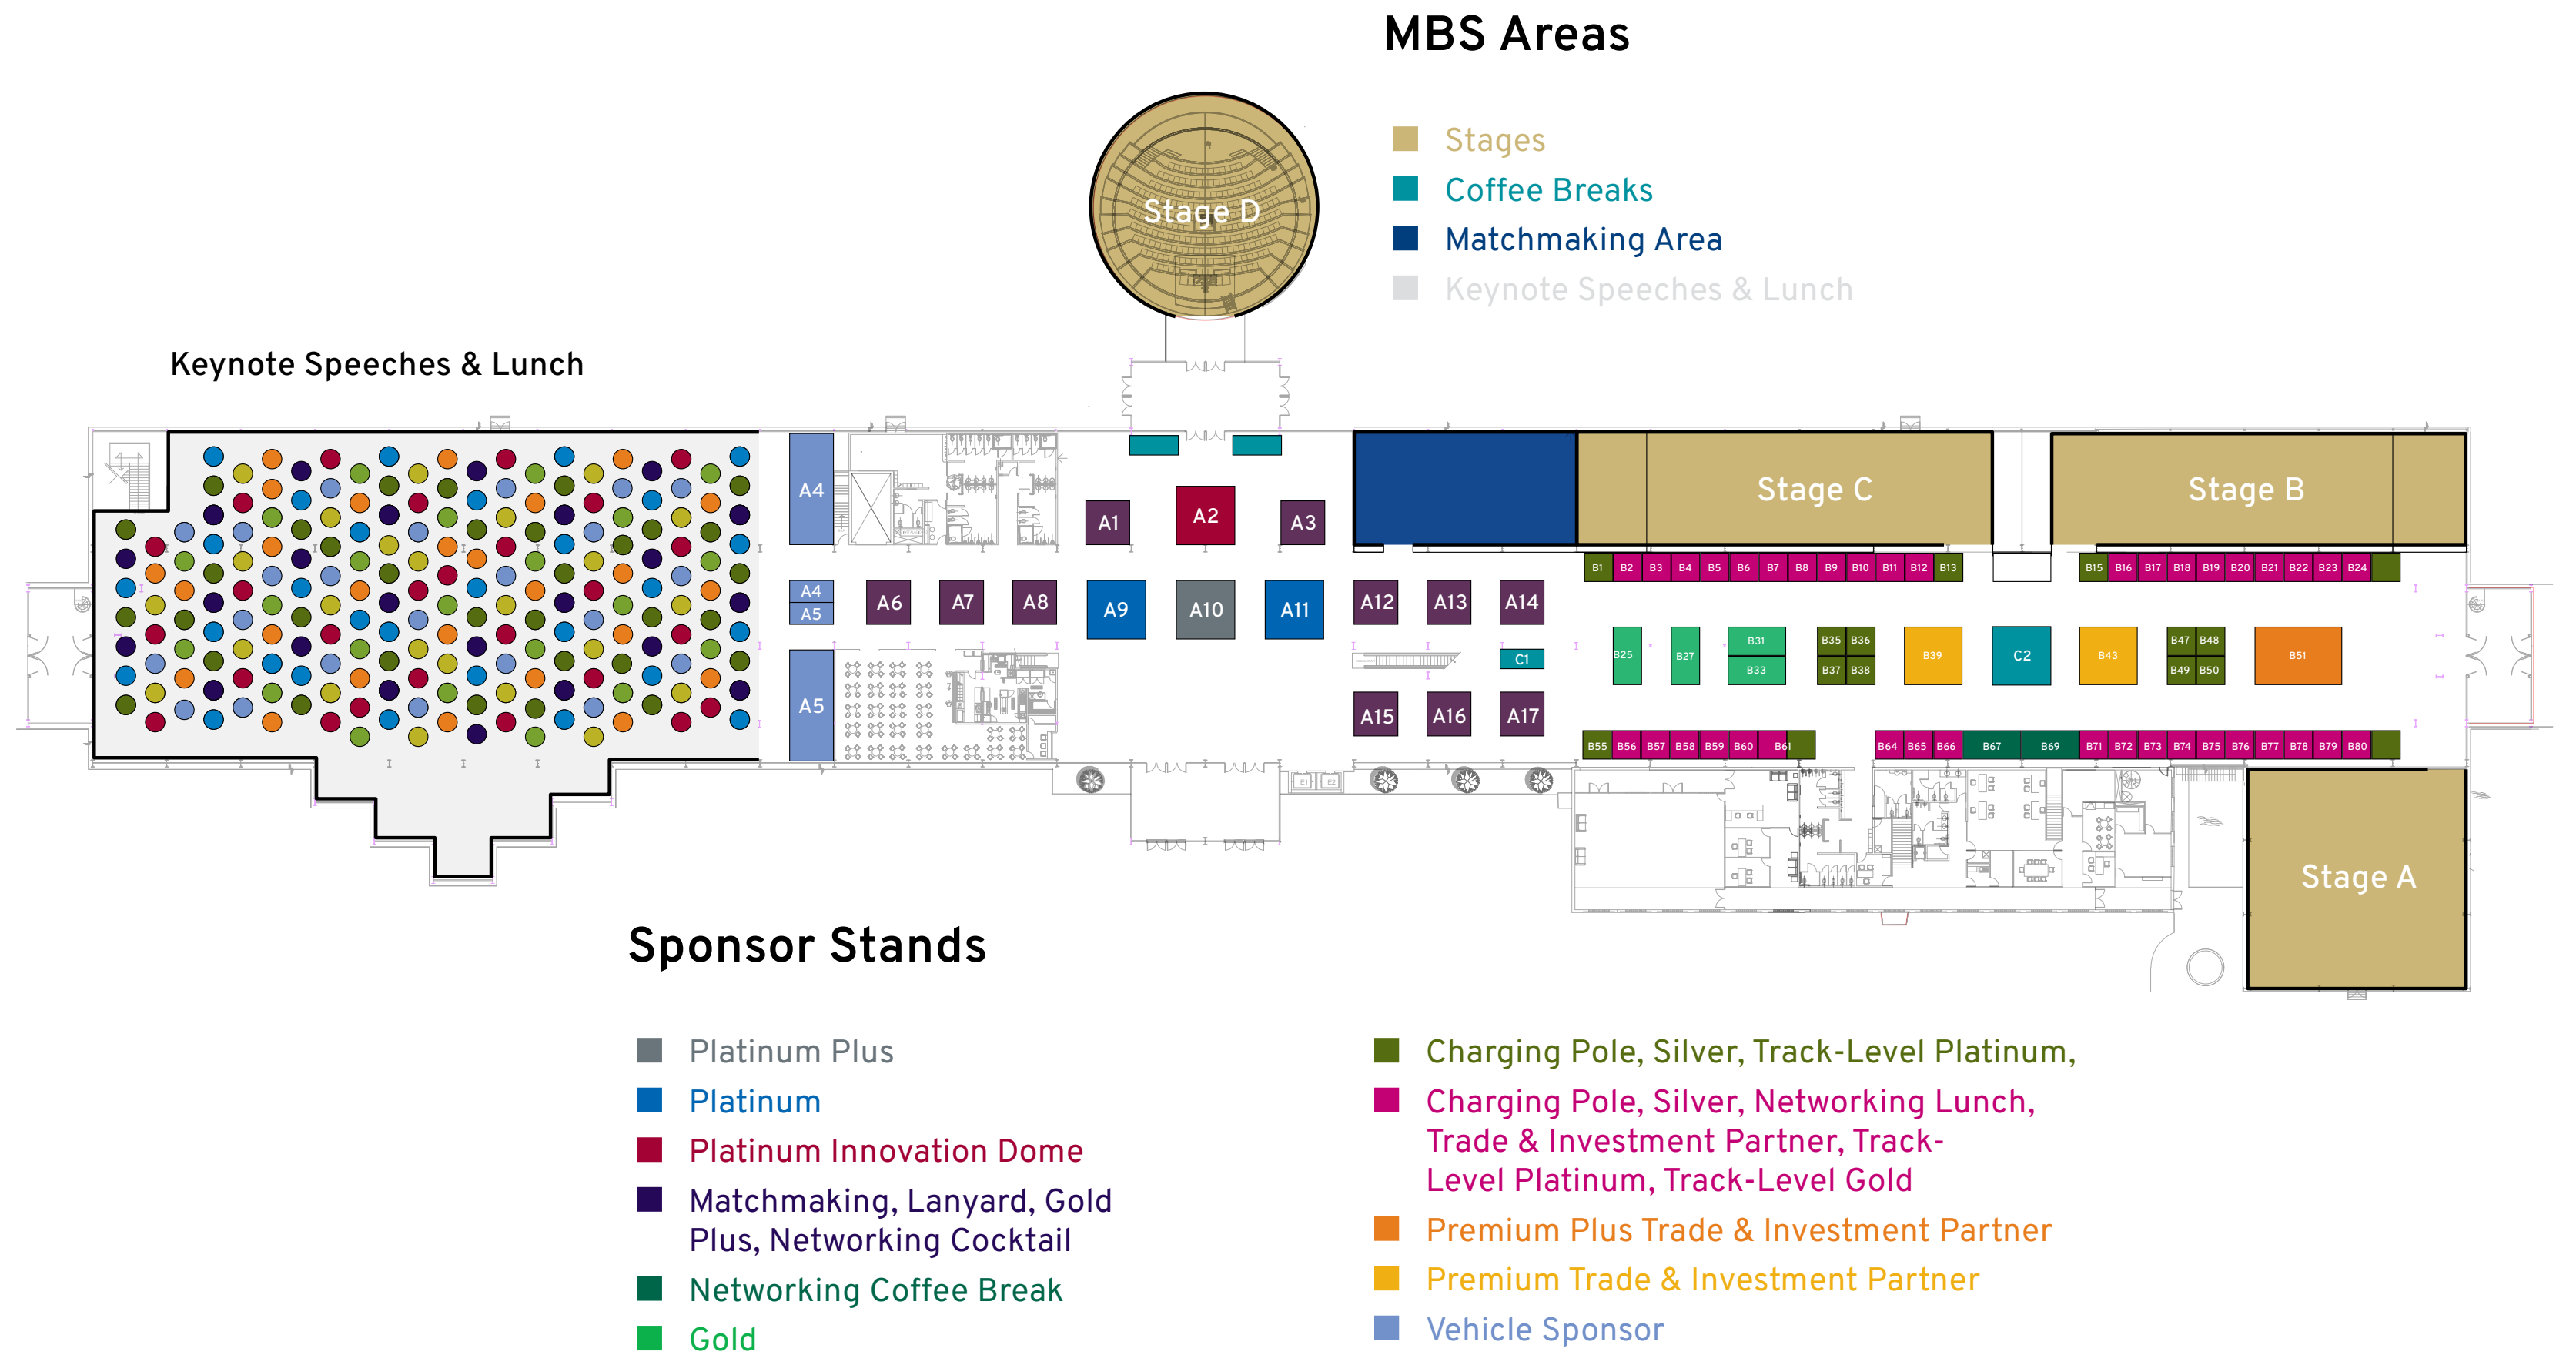 MBS Areas
Stages
Coffee Breaks
Matchmaking Area
Keynote Speeches & Lunch
Stage D
Keynote Speeches & Lunch
A4
A1
A2
A3
Stage C
Stage B
B1 B2 B3 B4 B5 B6 B7 B8 B9 B10 B11 B12 B13
B15 B16 B17 B18 B19 B20 B21 B22 B23 B24
A4
A5
A6
A7
A8
A9
A10
A11
A12
A13
A14
B25
B27
B31
B33
B35 B36
B37 B38
B39
C2
B43
B47 B48
B49 B50
B51
C1
A5
A15
A16
A17
B55 B56 B57 B58 B59 B60 B61
B64 B65 B66 B67 B69 B71 B72 B73 B74 B75 B76 B77 B78 B79 B80
E1 E2
Stage A
Sponsor Stands
Platinum Plus
Platinum
Platinum Innovation Dome
Matchmaking, Lanyard, Gold
Plus, Networking Cocktail
Networking Coffee Break
Gold
Charging Pole, Silver, Track-Level Platinum,
Charging Pole, Silver, Networking Lunch,
Trade & Investment Partner, Track-
Level Platinum, Track-Level Gold
Premium Plus Trade & Investment Partner
Premium Trade & Investment Partner
Vehicle Sponsor